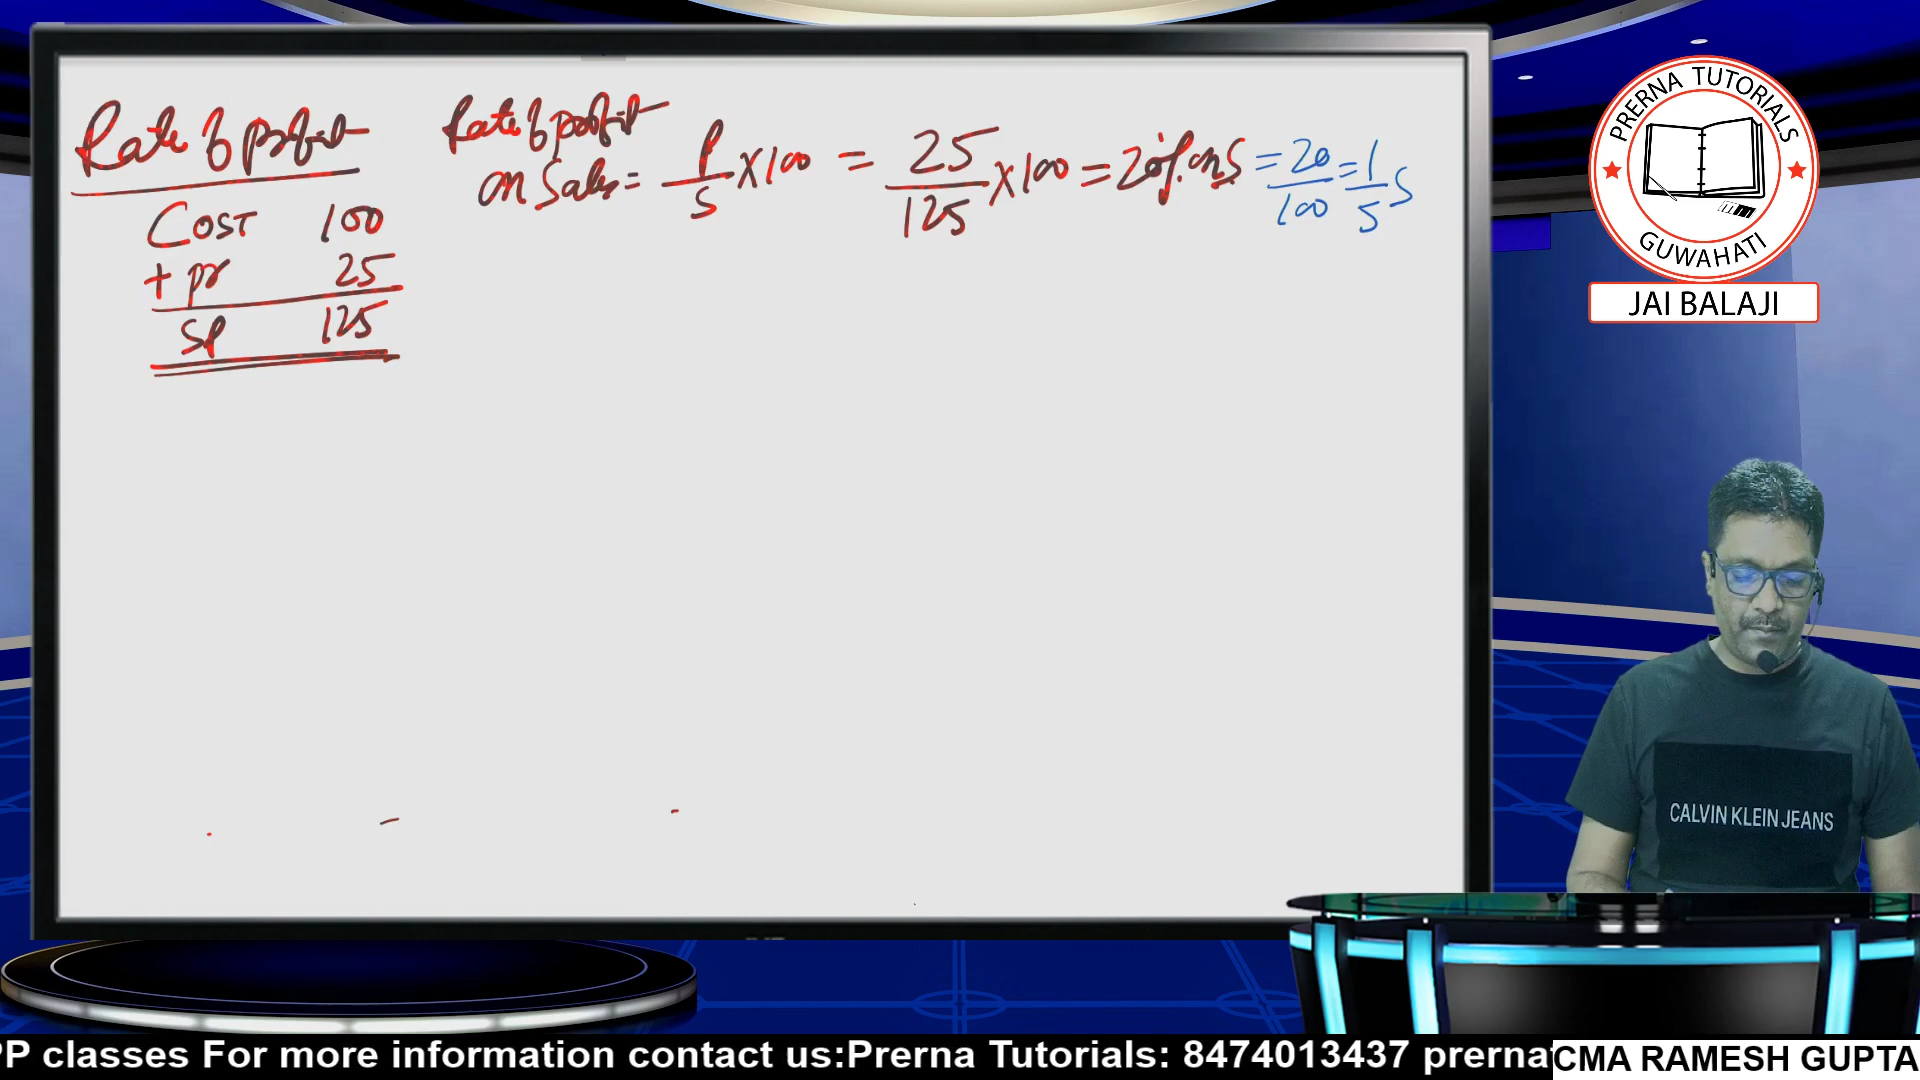 Rate of profit
Cost 100
+ pr 25
SP 125
Rate of profit
on Sales = P/S × 100 = 25/125 × 100 = 20% on S = 20/100 = 1/5 S
PRERNA TUTORIALS
GUWAHATI
JAI BALAJI
CALVIN KLEIN JEANS
PP classes For more information contact us:Prerna Tutorials: 8474013437 prerna
CMA RAMESH GUPTA